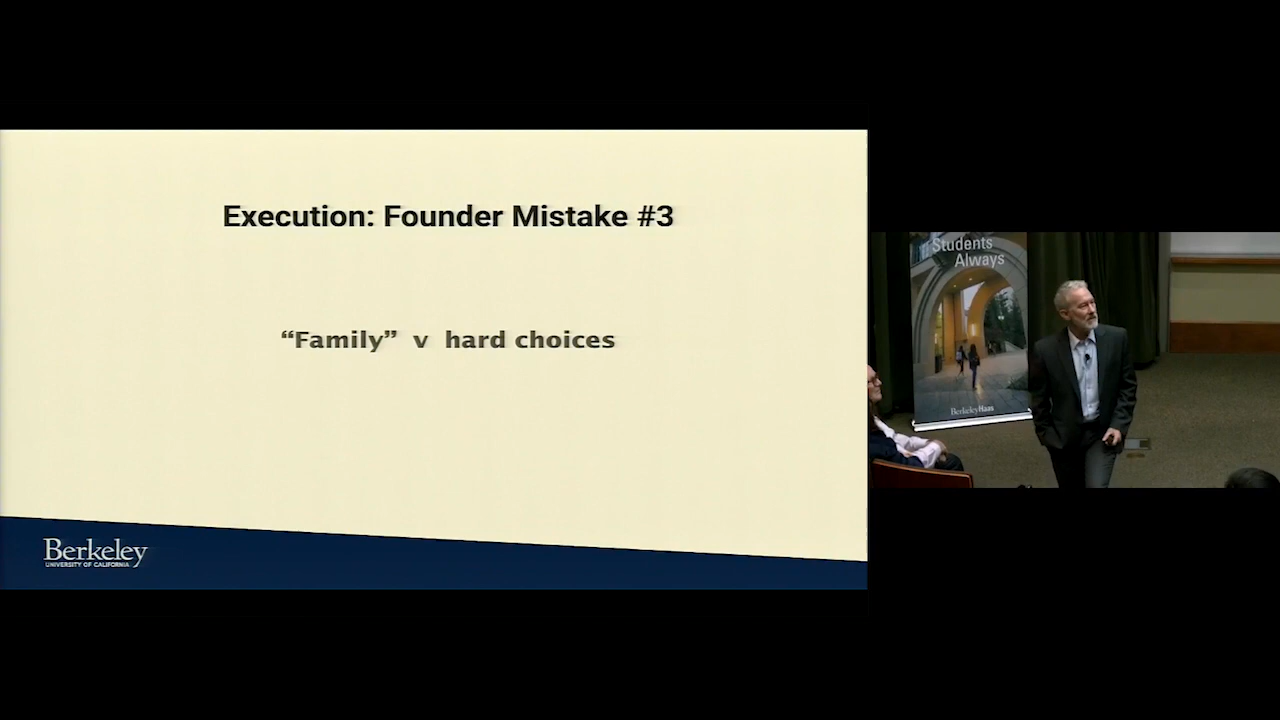 Execution: Founder Mistake #3
“Family” v hard choices
Berkeley
UNIVERSITY OF CALIFORNIA
Students
Always
BerkeleyHaas